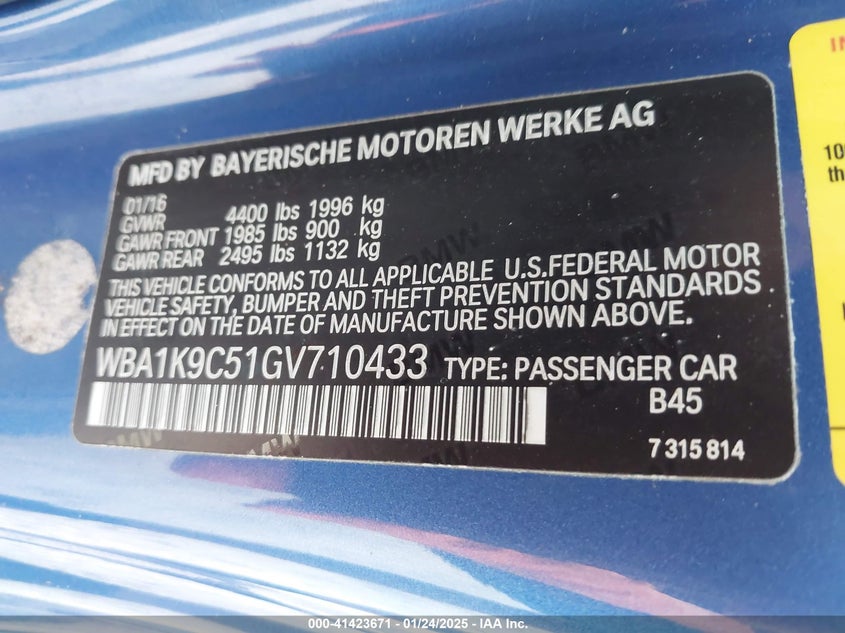 MFD BY BAYERISCHE MOTOREN WERKE AG
01/16
GVWR 4400 lbs 1996 kg
GAWR FRONT 1985 lbs 900 kg
GAWR REAR 2495 lbs 1132 kg
THIS VEHICLE CONFORMS TO ALL APPLICABLE U.S.FEDERAL MOTOR
VEHICLE SAFETY, BUMPER AND THEFT PREVENTION STANDARDS
IN EFFECT ON THE DATE OF MANUFACTURE SHOWN ABOVE.
WBA1K9C51GV710433 TYPE: PASSENGER CAR
B45
7 315 814
IN
10
th
000-41423671 - 01/24/2025 - IAA Inc.